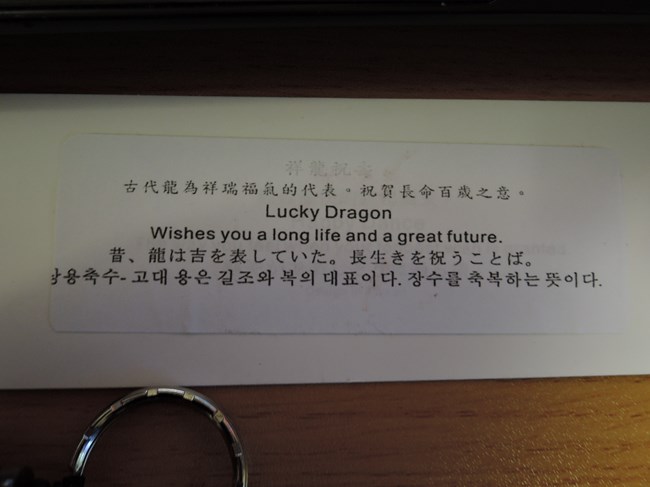 祥龍祝壽
古代龍為祥瑞福氣的代表。祝賀長命百歲之意。
Lucky Dragon
Wishes you a long life and a great future.
昔、龍は吉を表していた。長生きを祝うことば。
용축수- 고대 용은 길조와 복의 대표이다. 장수를 축복하는 뜻이다.